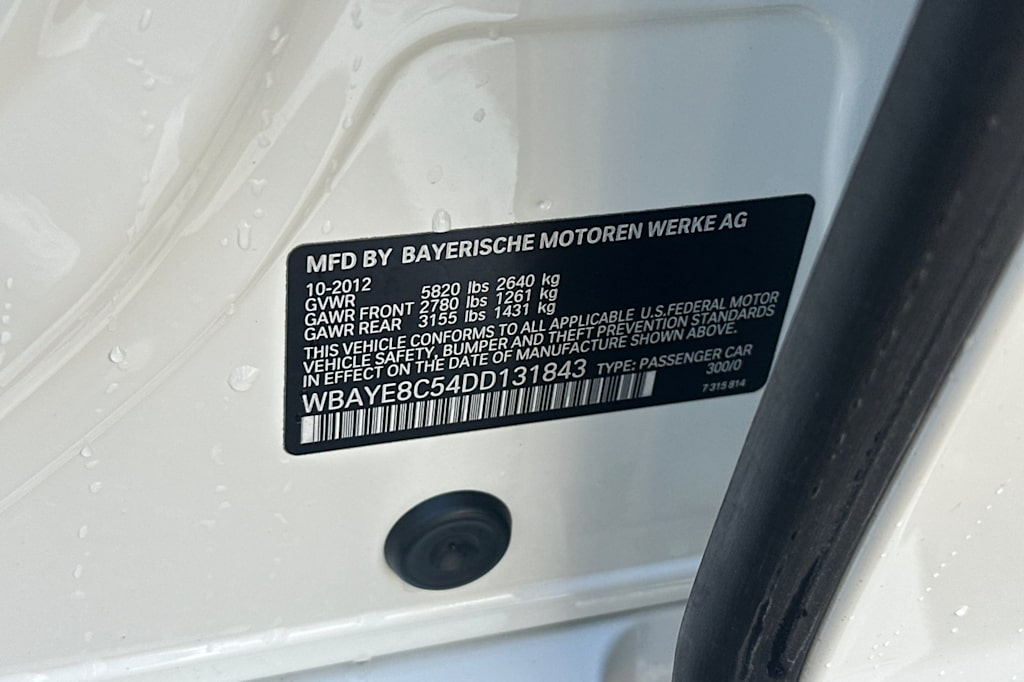 MFD BY BAYERISCHE MOTOREN WERKE AG
10-2012
GVWR 5820 lbs 2640 kg
GAWR FRONT 2780 lbs 1261 kg
GAWR REAR 3155 lbs 1431 kg
THIS VEHICLE CONFORMS TO ALL APPLICABLE U.S.FEDERAL MOTOR
VEHICLE SAFETY, BUMPER AND THEFT PREVENTION STANDARDS
IN EFFECT ON THE DATE OF MANUFACTURE SHOWN ABOVE.
WBAYE8C54DD131843 TYPE: PASSENGER CAR
300/0
7 315 814